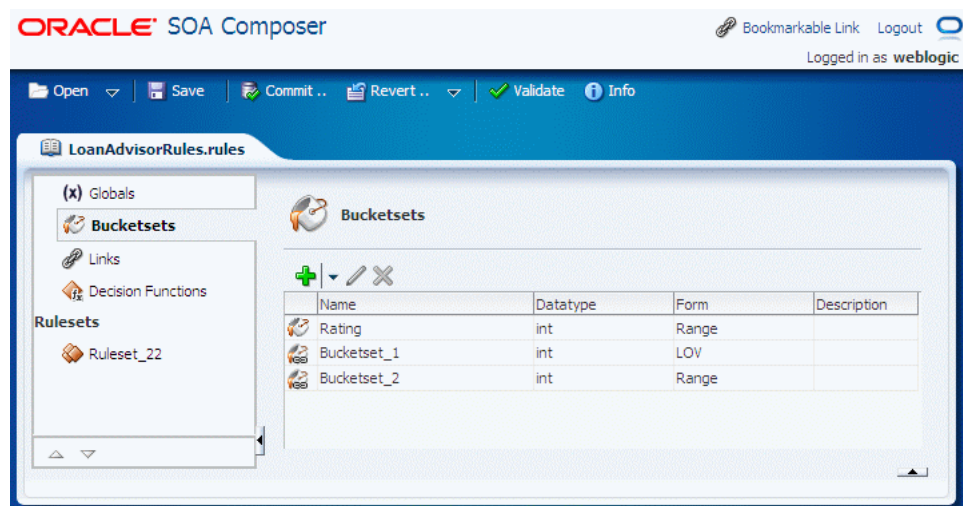 ORACLE SOA Composer
Bookmarkable Link Logout
Logged in as weblogic
Open Save Commit .. Revert .. Validate Info
LoanAdvisorRules.rules
(x) Globals
Bucketsets
Links
Decision Functions
Rulesets
Ruleset_22
Bucketsets
Name Datatype Form Description
Rating int Range
Bucketset_1 int LOV
Bucketset_2 int Range